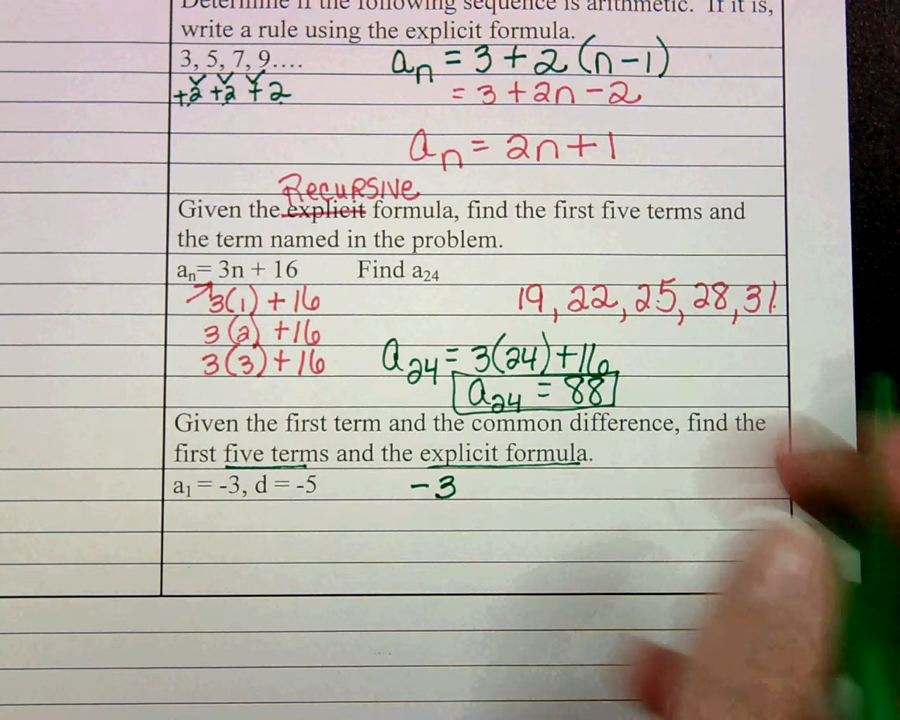 Determine if the following sequence is arithmetic. If it is,
write a rule using the explicit formula.
3, 5, 7, 9.... aₙ = 3 + 2 (n-1)
+2 +2 +2 = 3 + 2n - 2
aₙ = 2n + 1
Recursive
Given the explicit formula, find the first five terms and
the term named in the problem.
aₙ= 3n + 16 Find a₂₄
3(1) + 16 19, 22, 25, 28, 31
3(2) + 16
3(3) + 16 a₂₄ = 3(24) + 16
a₂₄ = 88
Given the first term and the common difference, find the
first five terms and the explicit formula.
a₁ = -3, d = -5 -3